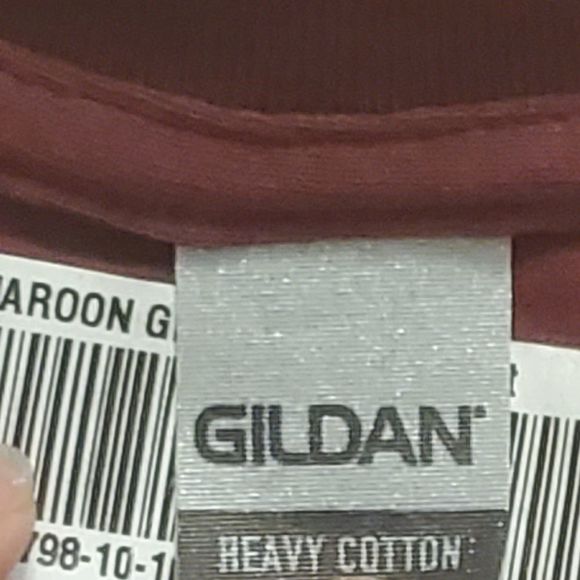 AROON G
GILDAN
798-10-1
HEAVY COTTON